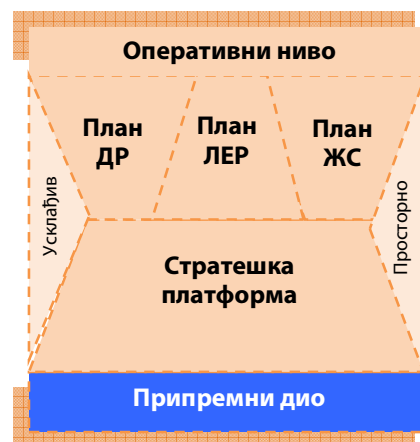 Оперативни ниво
План
ДР
План
ЛЕР
План
ЖС
Усклађив
Просторно
Стратешка
платформа
Припремни дио